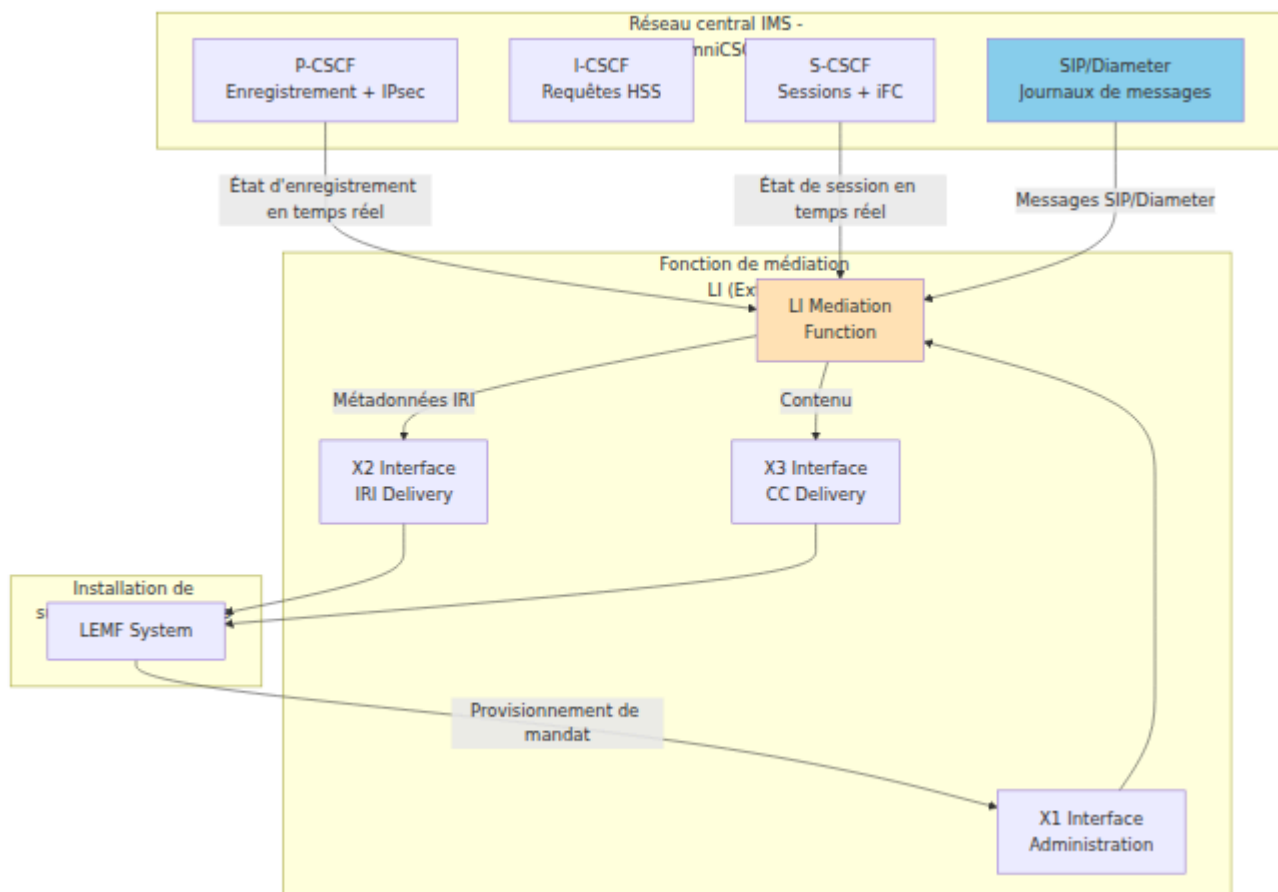 Réseau central IMS -
P-CSCF
Enregistrement + IPsec
I-CSCF
Requêtes HSS
S-CSCF
Sessions + iFC
SIP/Diameter
Journaux de messages
État d'enregistrement
en temps réel
État de session en
temps réel
Messages SIP/Diameter
Fonction de médiation
LI
LI Mediation
Function
Métadonnées IRI
Contenu
X2 Interface
IRI Delivery
X3 Interface
CC Delivery
Installation de
LEMF System
Provisionnement de
mandat
X1 Interface
Administration